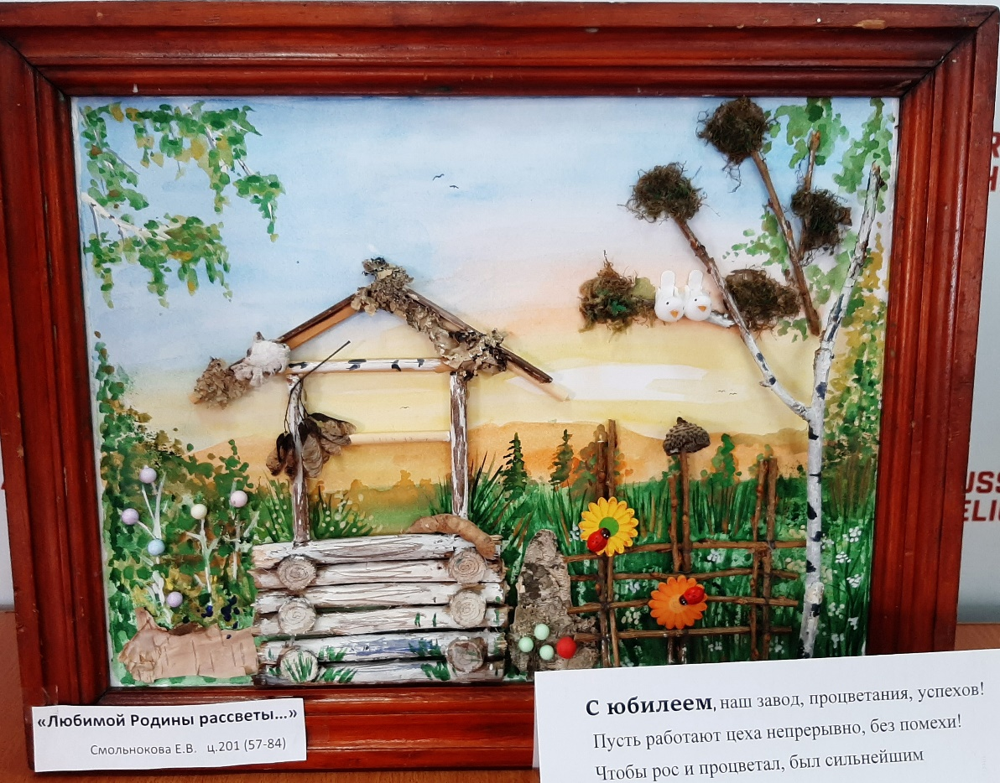 «Любимой Родины рассветы...»
Смольнокова Е.В. ц.201 (57-84)
С юбилеем, наш завод, процветания, успехов!
Пусть работают цеха непрерывно, без помехи!
Чтобы рос и процветал, был сильнейшим